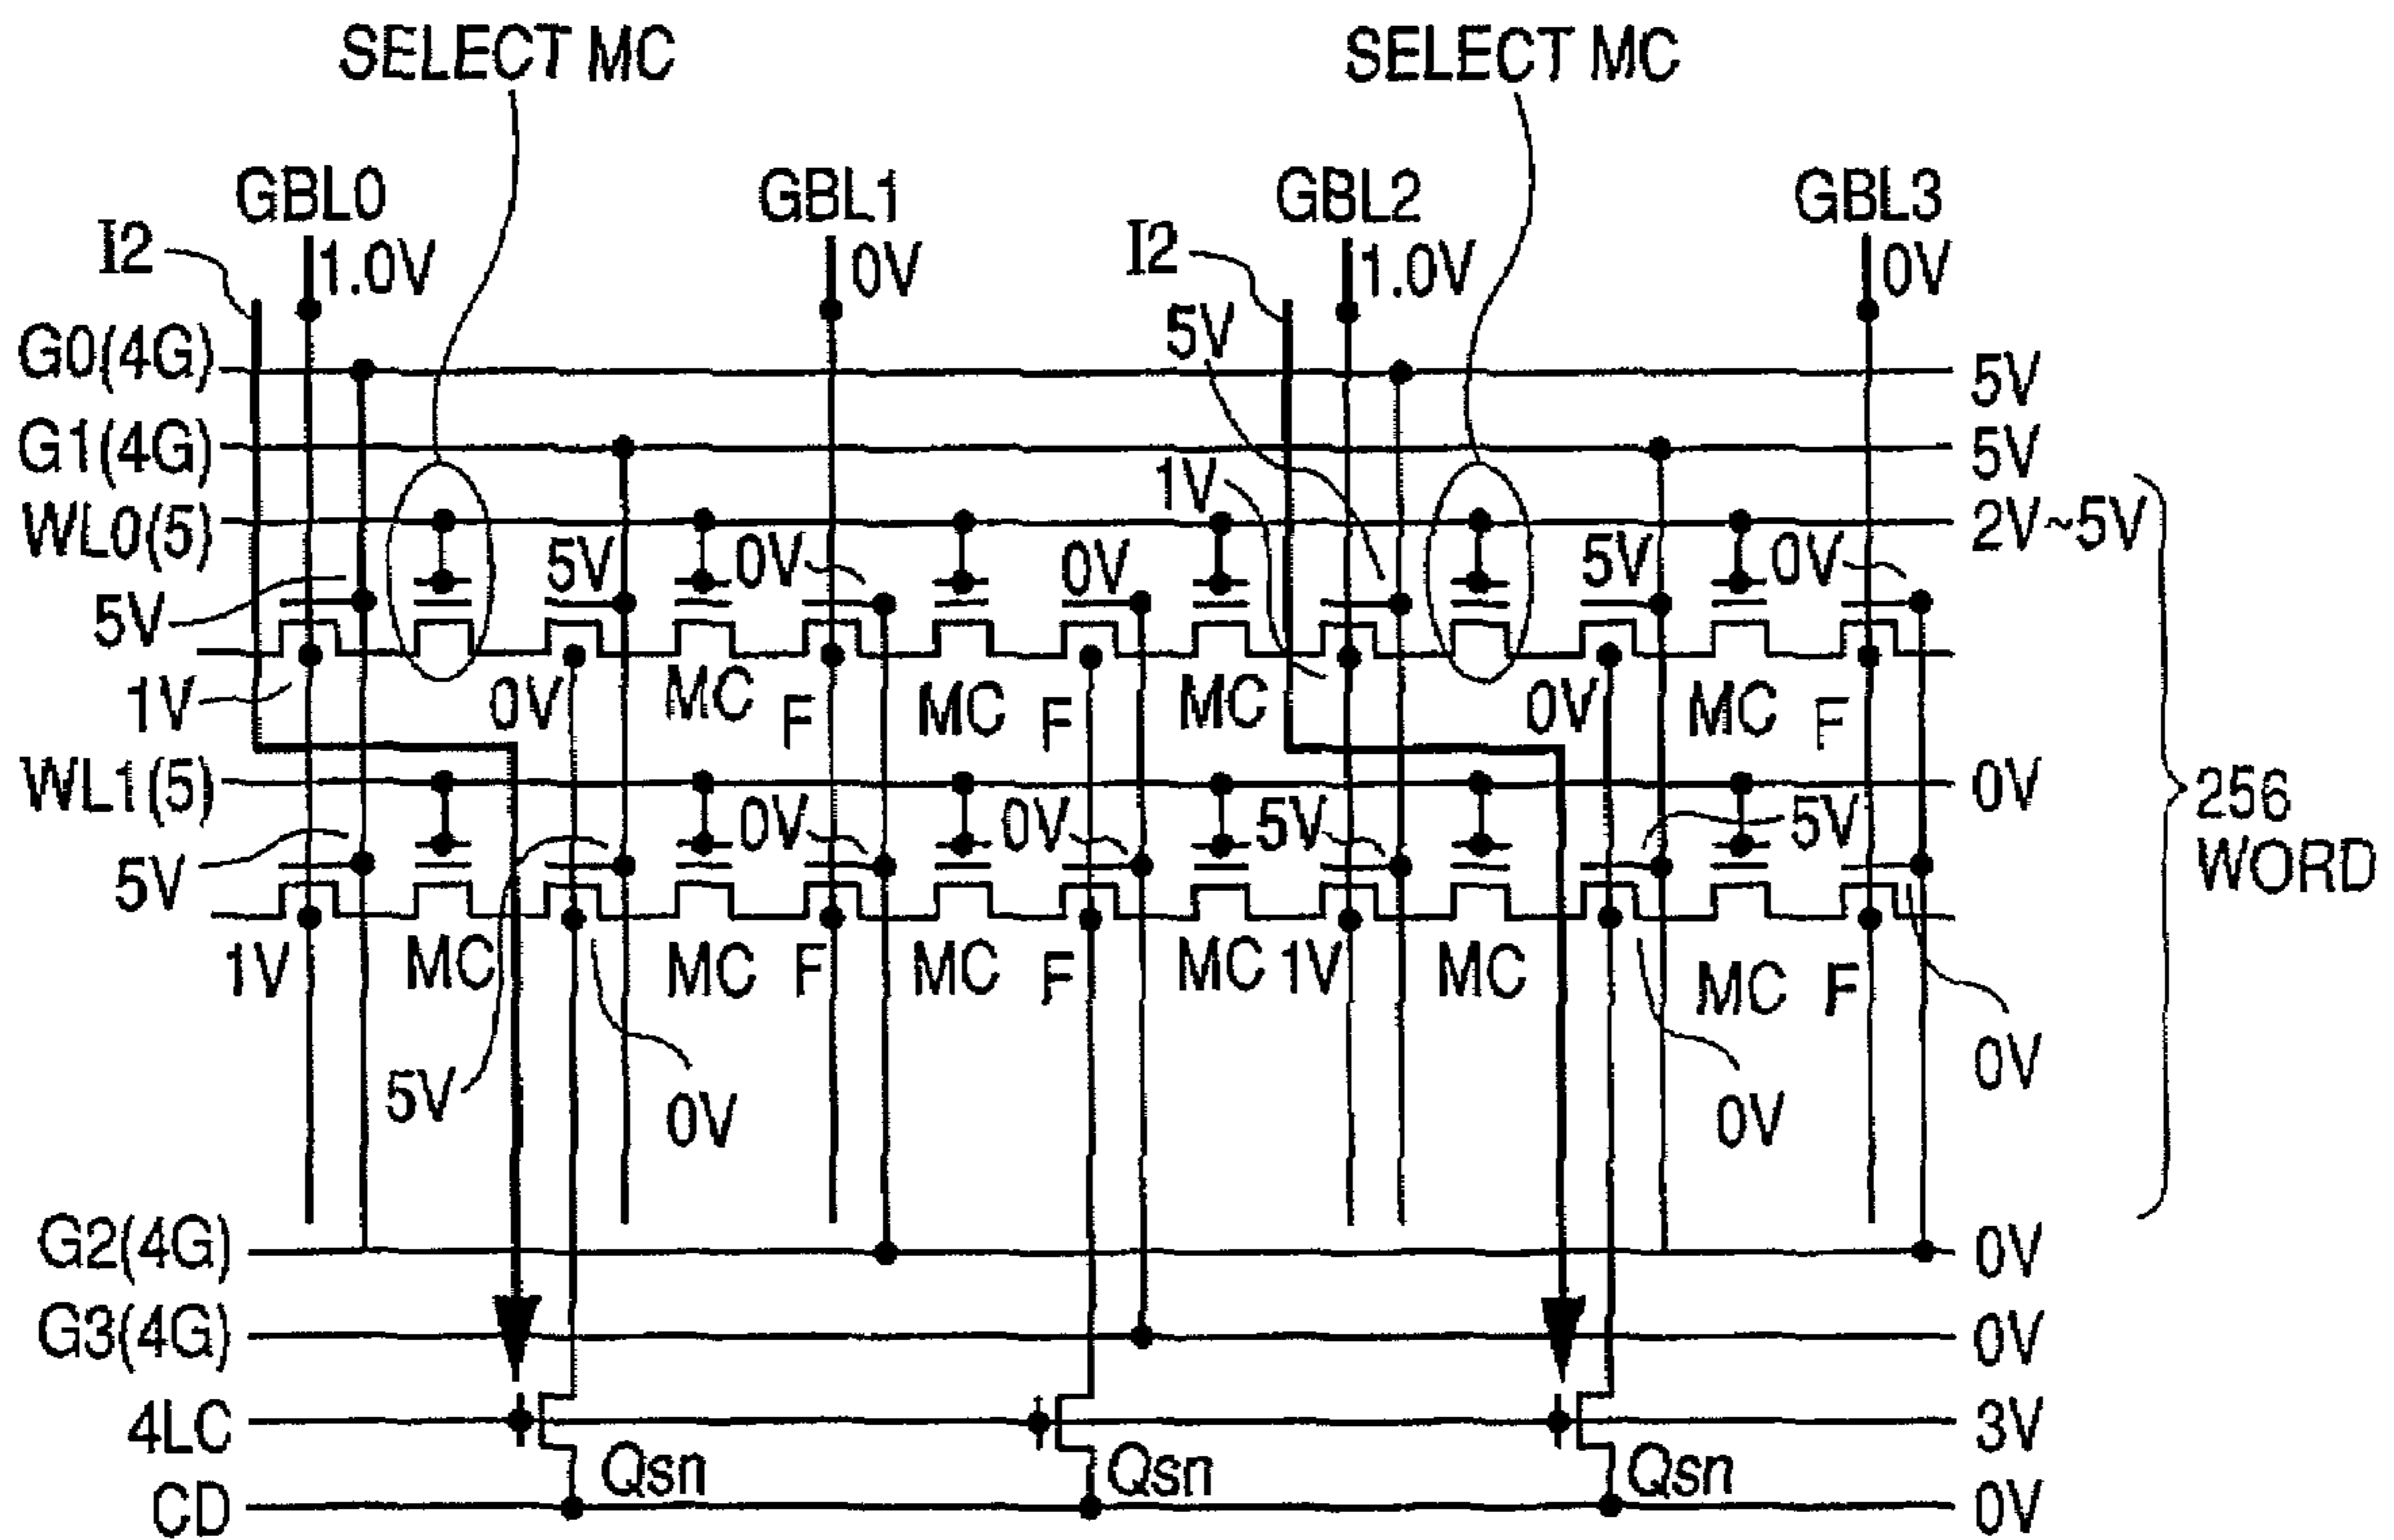 SELECT MC SELECT MC
GBL0 GBL1 GBL2 GBL3
I2 1.0V 0V I2 1.0V 0V
5V
G0(4G) 5V
G1(4G) 5V
1V
WL0(5) 2V~5V
5V 0V 0V 5V 0V
5V
1V 0V MC F MC F MC 0V MC F
WL1(5) 0V
256
WORD
5V 0V 0V 5V 5V
1V MC MC F MC F MC 1V MC MC F
5V 0V 0V 0V
G2(4G) 0V
G3(4G) 0V
4LC 3V
Qsn Qsn Qsn
CD 0V